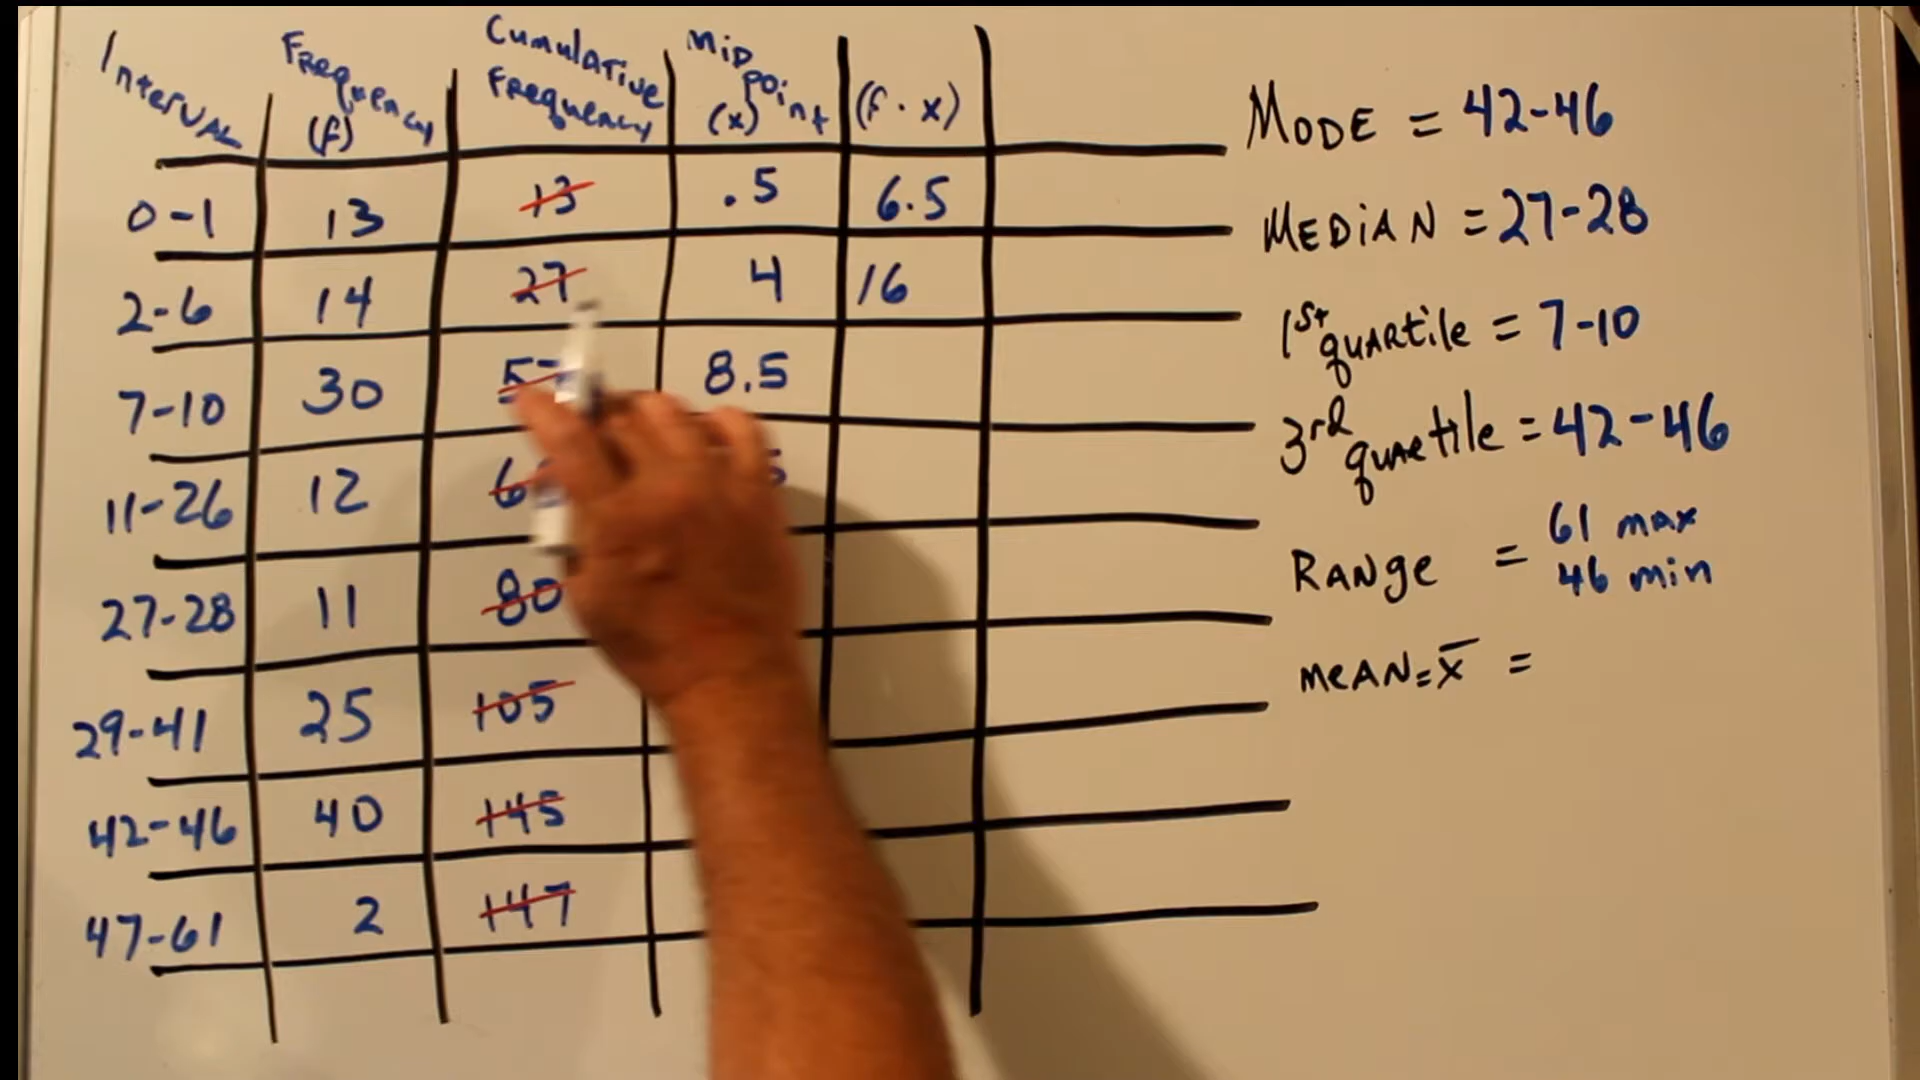 Interval Frequency (f) Cumulative Frequency Midpoint (x) (f · x)
0-1 13 13 .5 6.5
2-6 14 27 4 16
7-10 30 8.5
11-26 12
27-28 11 80
29-41 25 105
42-46 40 145
47-61 2 147
MODE = 42-46
MEDIAN = 27-28
1st quartile = 7-10
3rd quartile = 42-46
Range = 61 max
46 min
mean = x̄ =